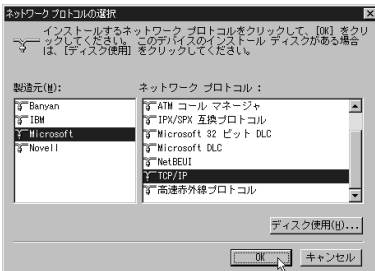 ネットワーク プロトコルの選択
インストールするネットワーク プロトコルをクリックして、[OK] をクリ
ックしてください。 このデバイスのインストール ディスクがある場合
は、[ディスク使用] をクリックしてください。
製造元(M):
Banyan
IBM
Microsoft
Novell
ネットワーク プロトコル :
ATM コール マネージャ
IPX/SPX 互換プロトコル
Microsoft 32 ビット DLC
Microsoft DLC
NetBEUI
TCP/IP
高速赤外線プロトコル
ディスク使用(H)...
OK
キャンセル